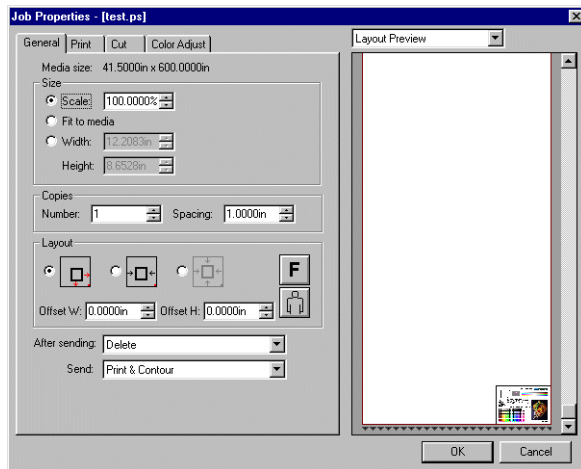 Job Properties - [test.ps]
General Print Cut Color Adjust
Layout Preview
Media size: 41.5000in x 600.0000in
Size
Scale: 100.0000%
Fit to media
Width: 12.2083in
Height: 8.6528in
Copies
Number: 1 Spacing: 1.0000in
Layout
F
Offset W: 0.0000in Offset H: 0.0000in
After sending: Delete
Send: Print & Contour
OK Cancel